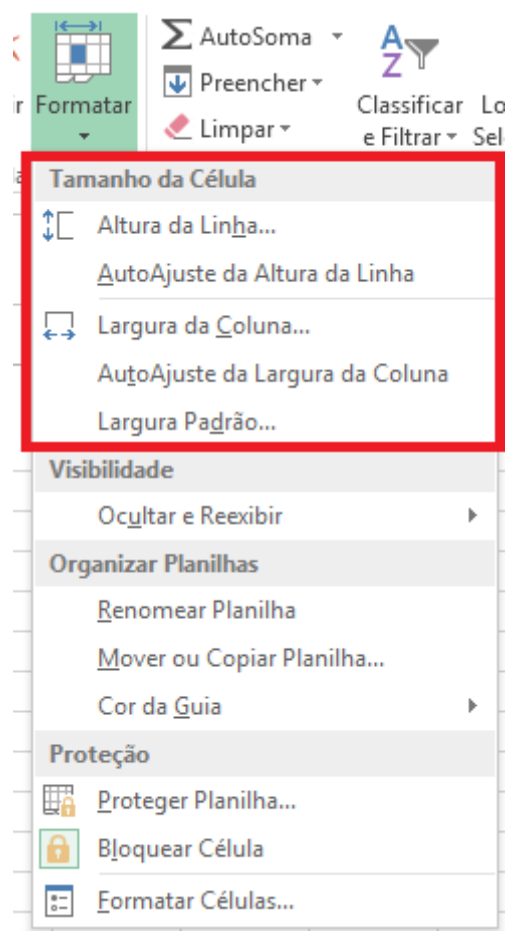 AutoSoma
Preencher
Limpar
Formatar
Classificar
e Filtrar
Tamanho da Célula
Altura da Linha...
AutoAjuste da Altura da Linha
Largura da Coluna...
AutoAjuste da Largura da Coluna
Largura Padrão...
Visibilidade
Ocultar e Reexibir
Organizar Planilhas
Renomear Planilha
Mover ou Copiar Planilha...
Cor da Guia
Proteção
Proteger Planilha...
Bloquear Célula
Formatar Células...